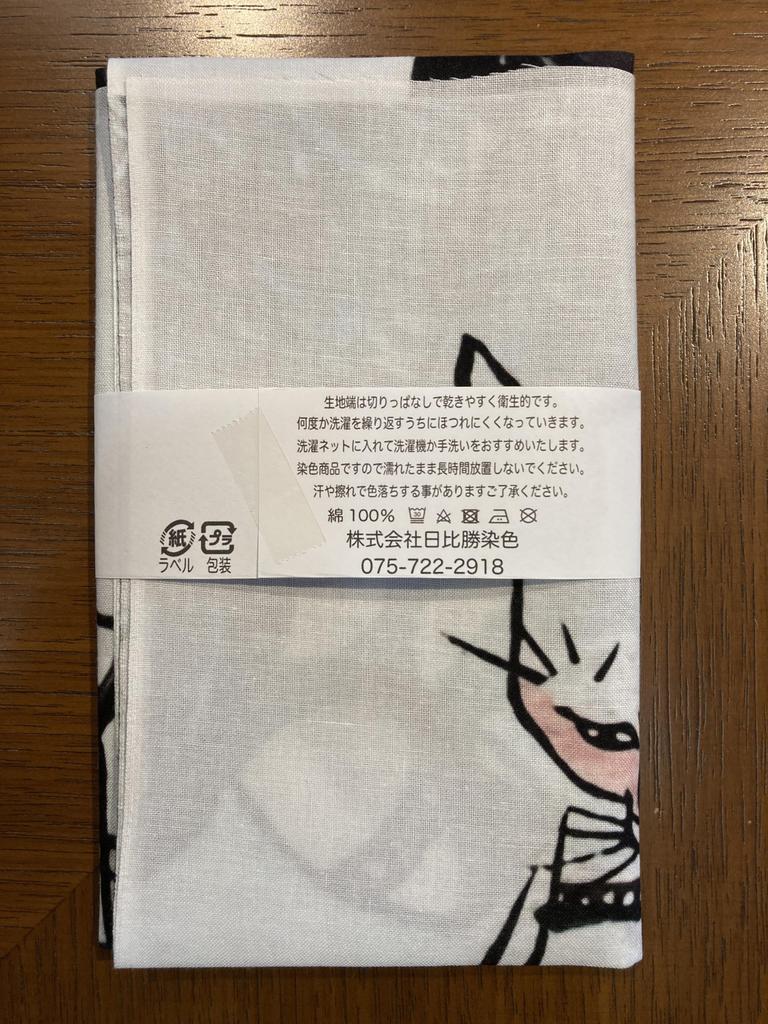 生地端は切りっぱなしで乾きやすく衛生的です。
何度か洗濯を繰り返すうちにほつれにくくなっていきます。
洗濯ネットに入れて洗濯機か手洗いをおすすめいたします。
染色商品ですので濡れたまま長時間放置しないでください。
汗や擦れで色落ちする事がありますご了承ください。
綿 100% 30
株式会社日比勝染色
075-722-2918
紙 プラ
ラベル 包装